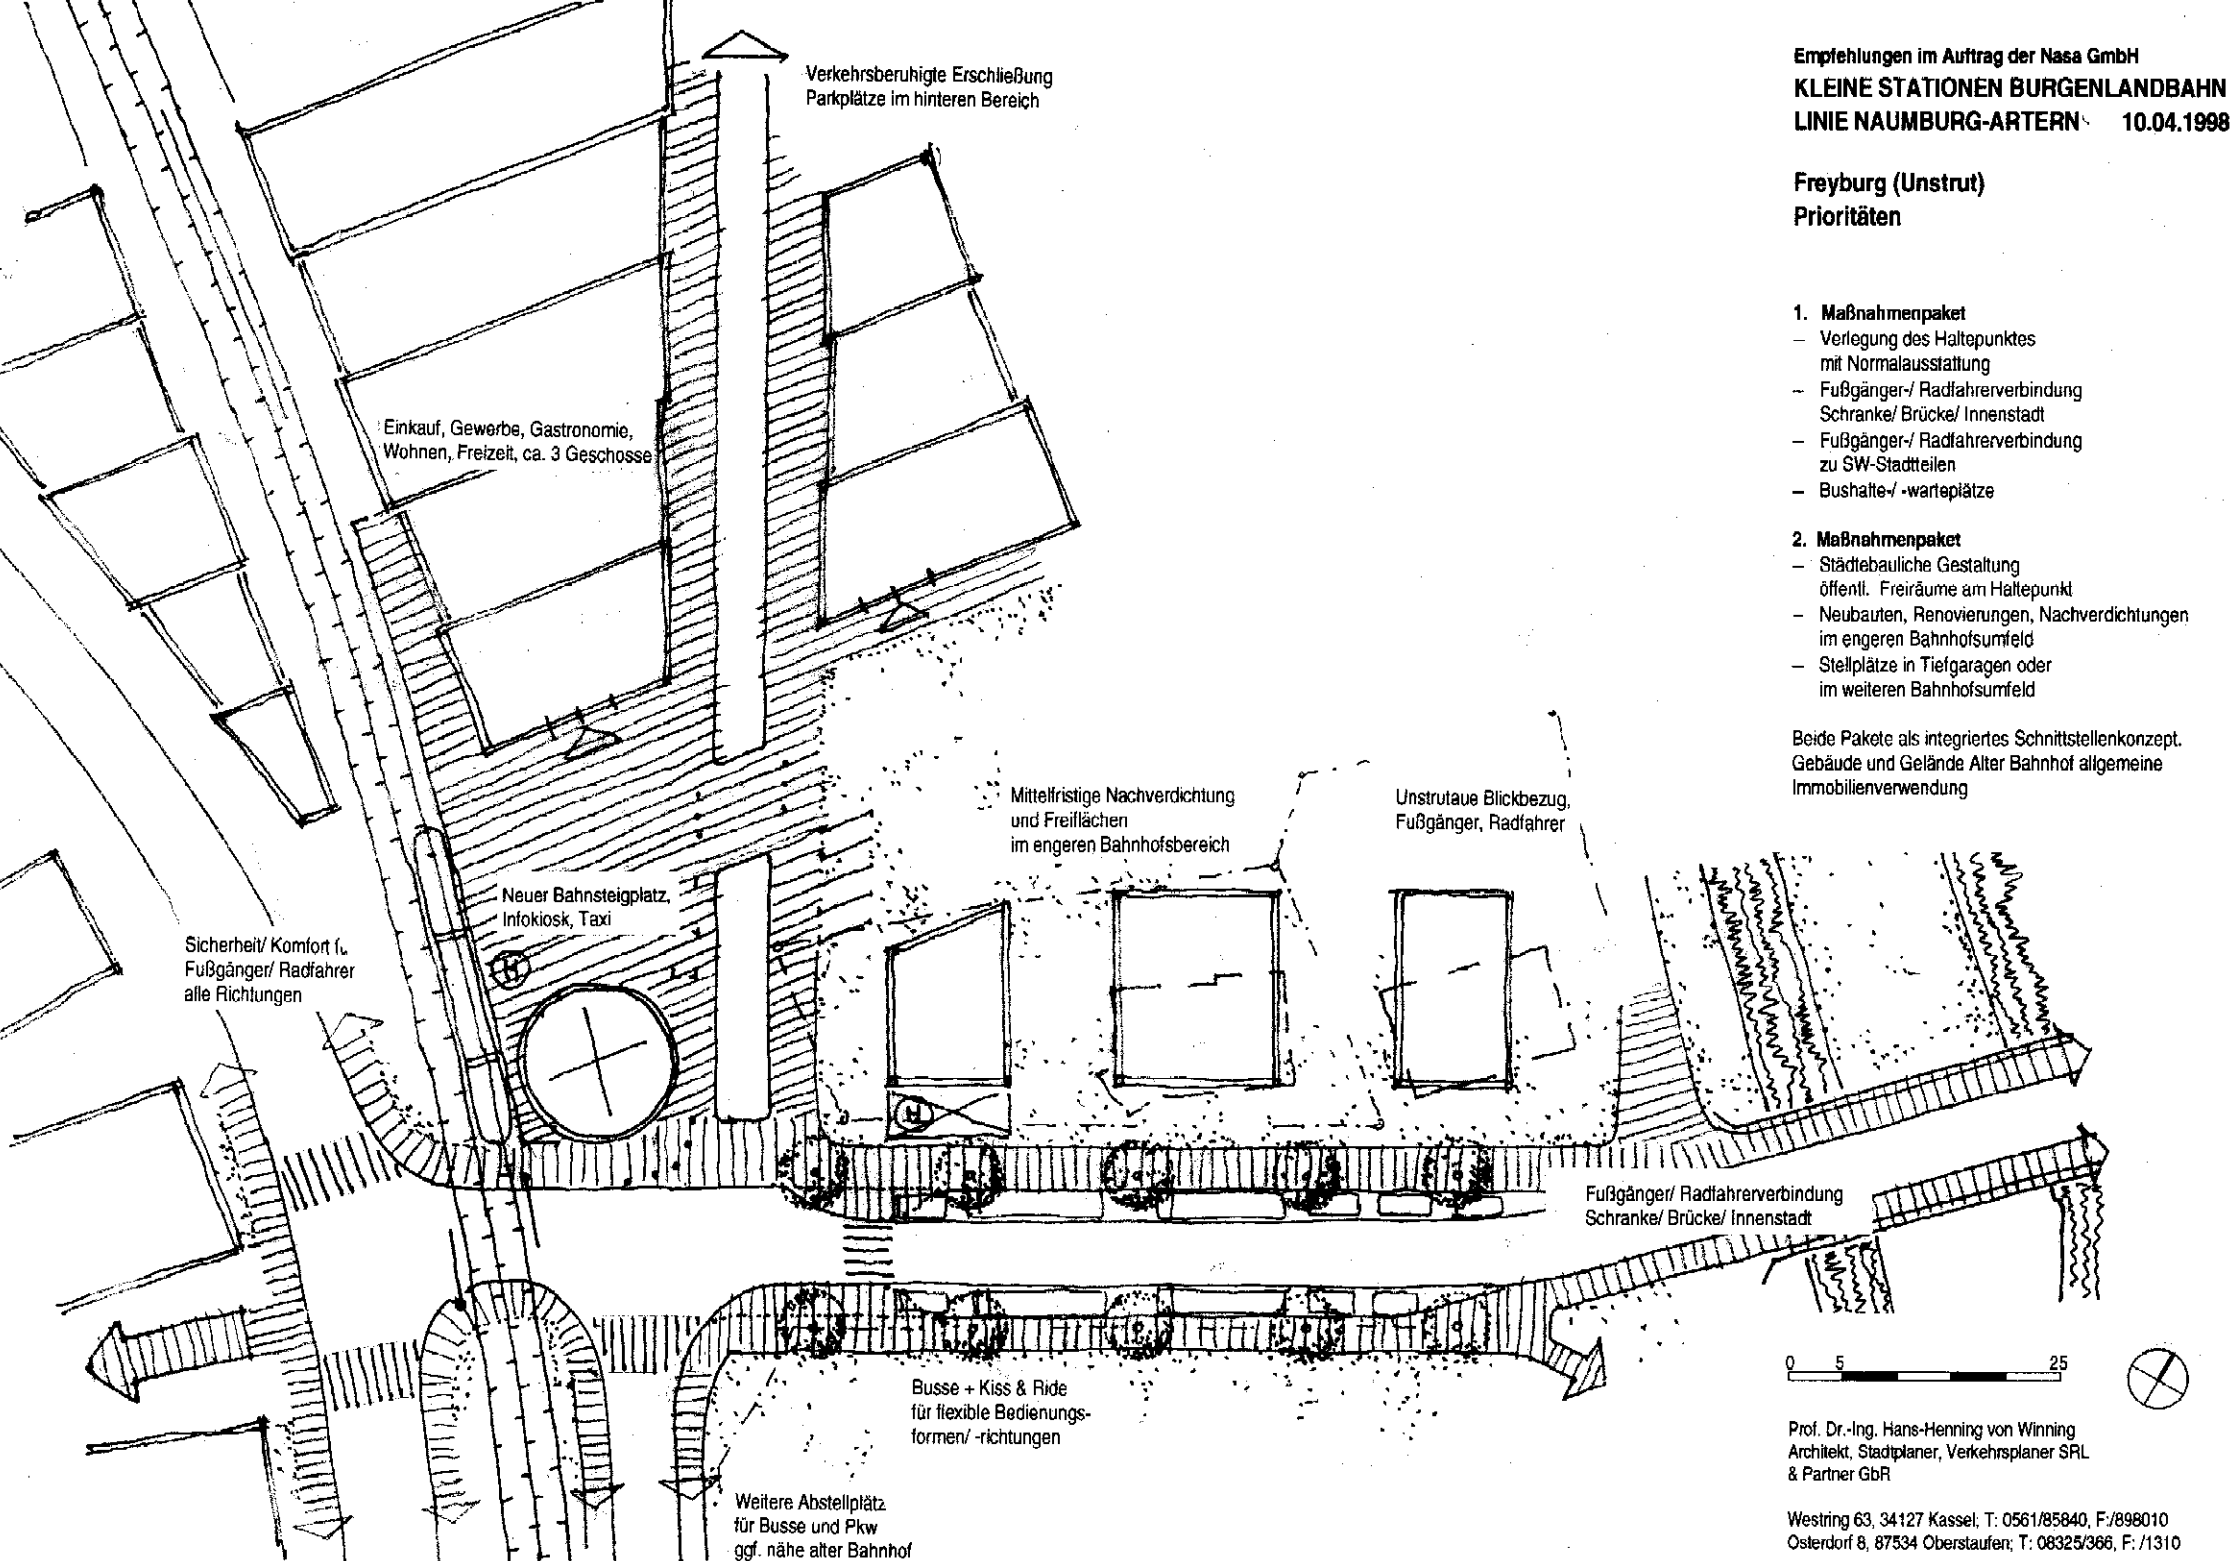 Verkehrsberuhigte Erschließung
Parkplätze im hinteren Bereich
Einkauf, Gewerbe, Gastronomie,
Wohnen, Freizeit, ca. 3 Geschosse
Mittelfristige Nachverdichtung
und Freiflächen
im engeren Bahnhofsbereich
Unstrutaue Blickbezug,
Fußgänger, Radfahrer
Neuer Bahnsteigplatz,
Infokiosk, Taxi
H
Sicherheit/ Komfort f.
Fußgänger/ Radfahrer
alle Richtungen
H
Fußgänger/ Radfahrerverbindung
Schranke/ Brücke/ Innenstadt
Busse + Kiss & Ride
für flexible Bedienungs-
formen/ -richtungen
Weitere Abstellplätz
für Busse und Pkw
ggf. nähe alter Bahnhof
Empfehlungen im Auftrag der Nasa GmbH
KLEINE STATIONEN BURGENLANDBAHN
LINIE NAUMBURG-ARTERN 10.04.1998
Freyburg (Unstrut)
Prioritäten
1. Maßnahmenpaket
– Verlegung des Haltepunktes
mit Normalausstattung
– Fußgänger-/ Radfahrerverbindung
Schranke/ Brücke/ Innenstadt
– Fußgänger-/ Radfahrerverbindung
zu SW-Stadtteilen
– Bushalte-/ -warteplätze
2. Maßnahmenpaket
– Städtebauliche Gestaltung
öffentl. Freiräume am Haltepunkt
– Neubauten, Renovierungen, Nachverdichtungen
im engeren Bahnhofsumfeld
– Stellplätze in Tiefgaragen oder
im weiteren Bahnhofsumfeld
Beide Pakete als integriertes Schnittstellenkonzept.
Gebäude und Gelände Alter Bahnhof allgemeine
Immobilienverwendung
0 5 25
Prof. Dr.-Ing. Hans-Henning von Winning
Architekt, Stadtplaner, Verkehrsplaner SRL
& Partner GbR
Westring 63, 34127 Kassel; T: 0561/85840, F:/898010
Osterdorf 8, 87534 Oberstaufen; T: 08325/366, F: /1310